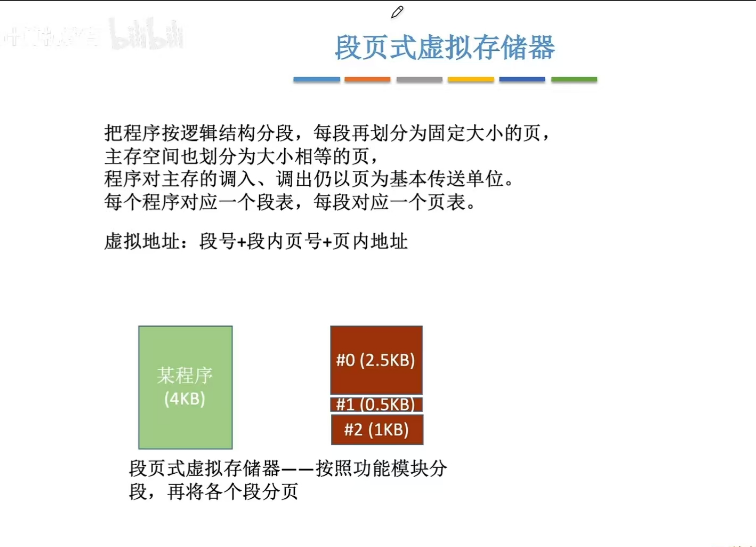 bilibili
段页式虚拟存储器
把程序按逻辑结构分段，每段再划分为固定大小的页，
主存空间也划分为大小相等的页，
程序对主存的调入、调出仍以页为基本传送单位。
每个程序对应一个段表，每段对应一个页表。
虚拟地址：段号+段内页号+页内地址
某程序
(4KB)
#0 (2.5KB)
#1 (0.5KB)
#2 (1KB)
段页式虚拟存储器——按照功能模块分
段，再将各个段分页